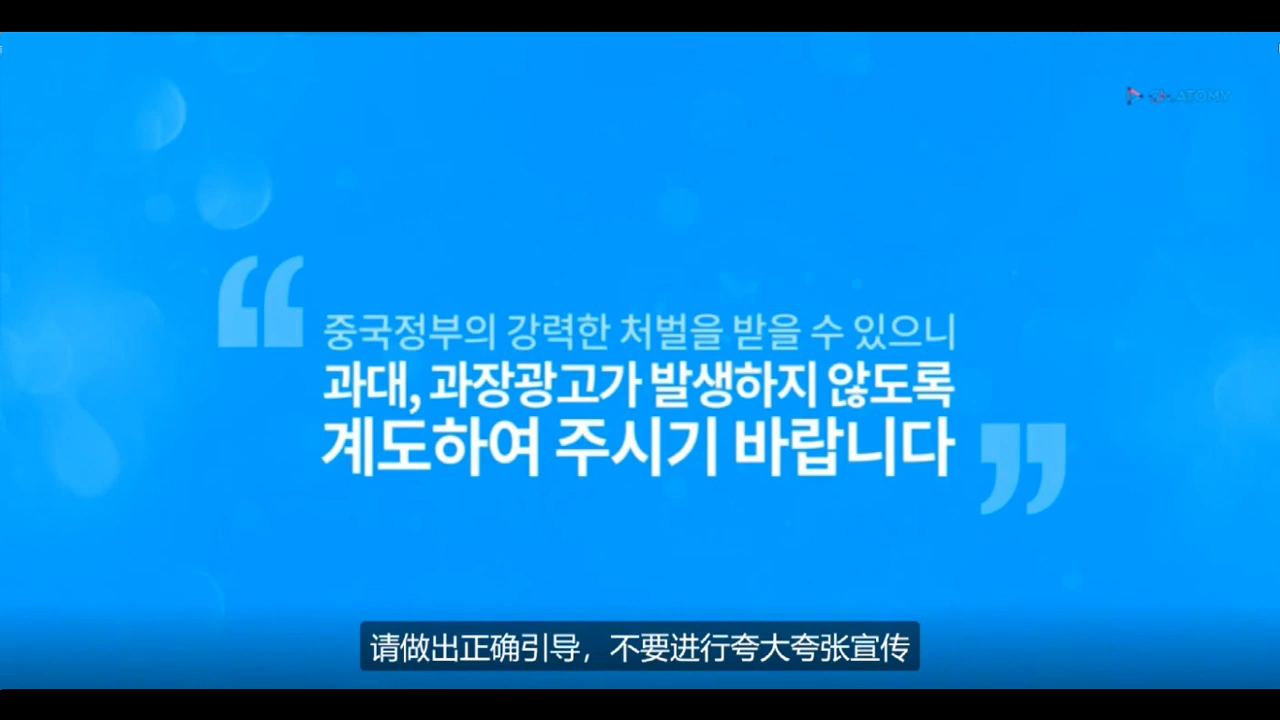 ATOMY
중국정부의 강력한 처벌을 받을 수 있으니
과대, 과장광고가 발생하지 않도록
계도하여 주시기 바랍니다
请做出正确引导，不要进行夸大夸张宣传